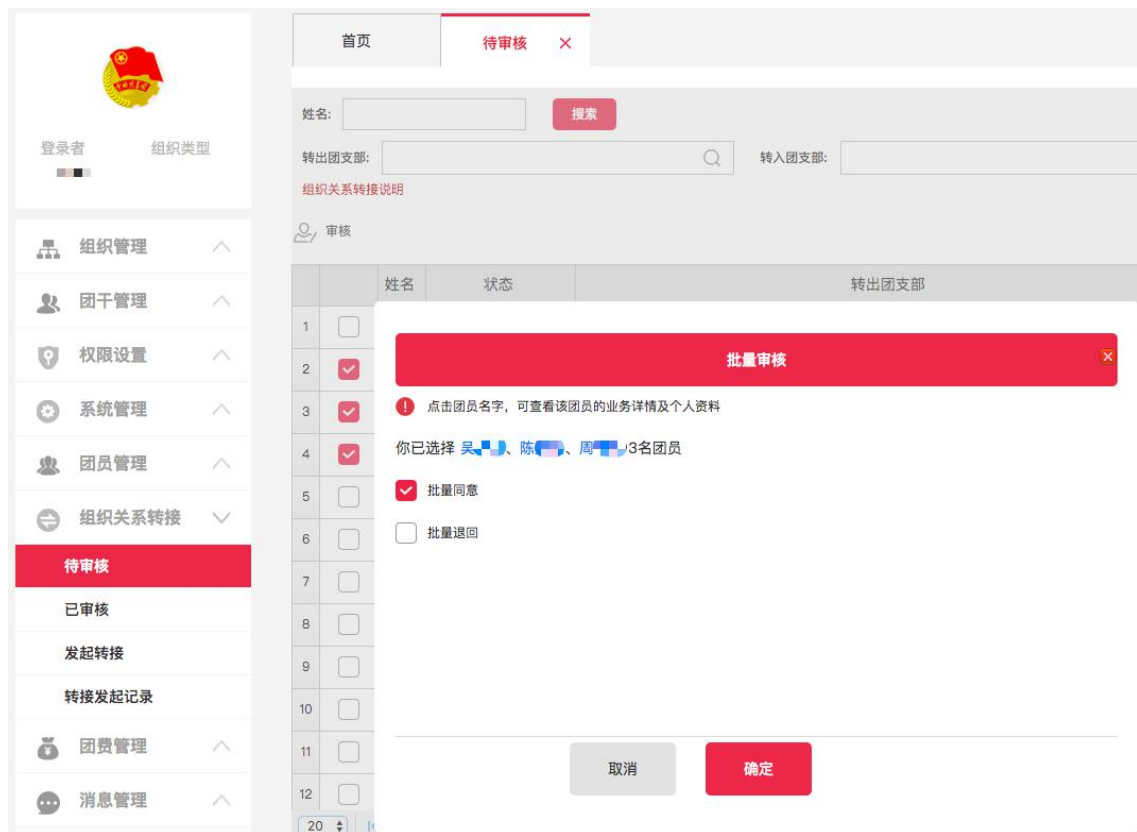 首页
待审核
姓名:
搜索
登录者 组织类型
转出团支部:
转入团支部:
组织关系转接说明
审核
组织管理
团干管理
权限设置
系统管理
团员管理
组织关系转接
待审核
已审核
发起转接
转接发起记录
团费管理
消息管理
姓名 状态 转出团支部
1
2
3
4
5
6
7
8
9
10
11
12
批量审核
点击团员名字，可查看该团员的业务详情及个人资料
你已选择 吴、陈、周3名团员
批量同意
批量退回
取消
确定
20